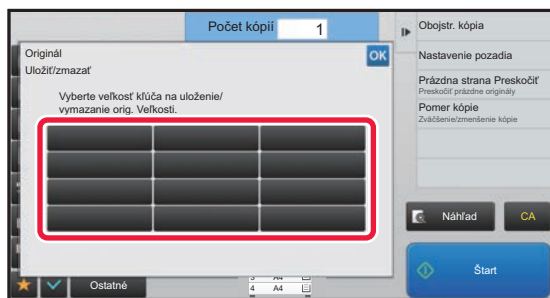 Počet kópií 1
Originál
OK
Uložiť/zmazať
Vyberte veľkosť kľúča na uloženie/
vymazanie orig. Veľkosti.
Obojstr. kópia
Nastavenie pozadia
Prázdna strana Preskočiť
Preskočiť prázdne originály
Pomer kópie
Zväčšenie/zmenšenie kópie
Náhľad
CA
Štart
Ostatné
3 A4
4 A4